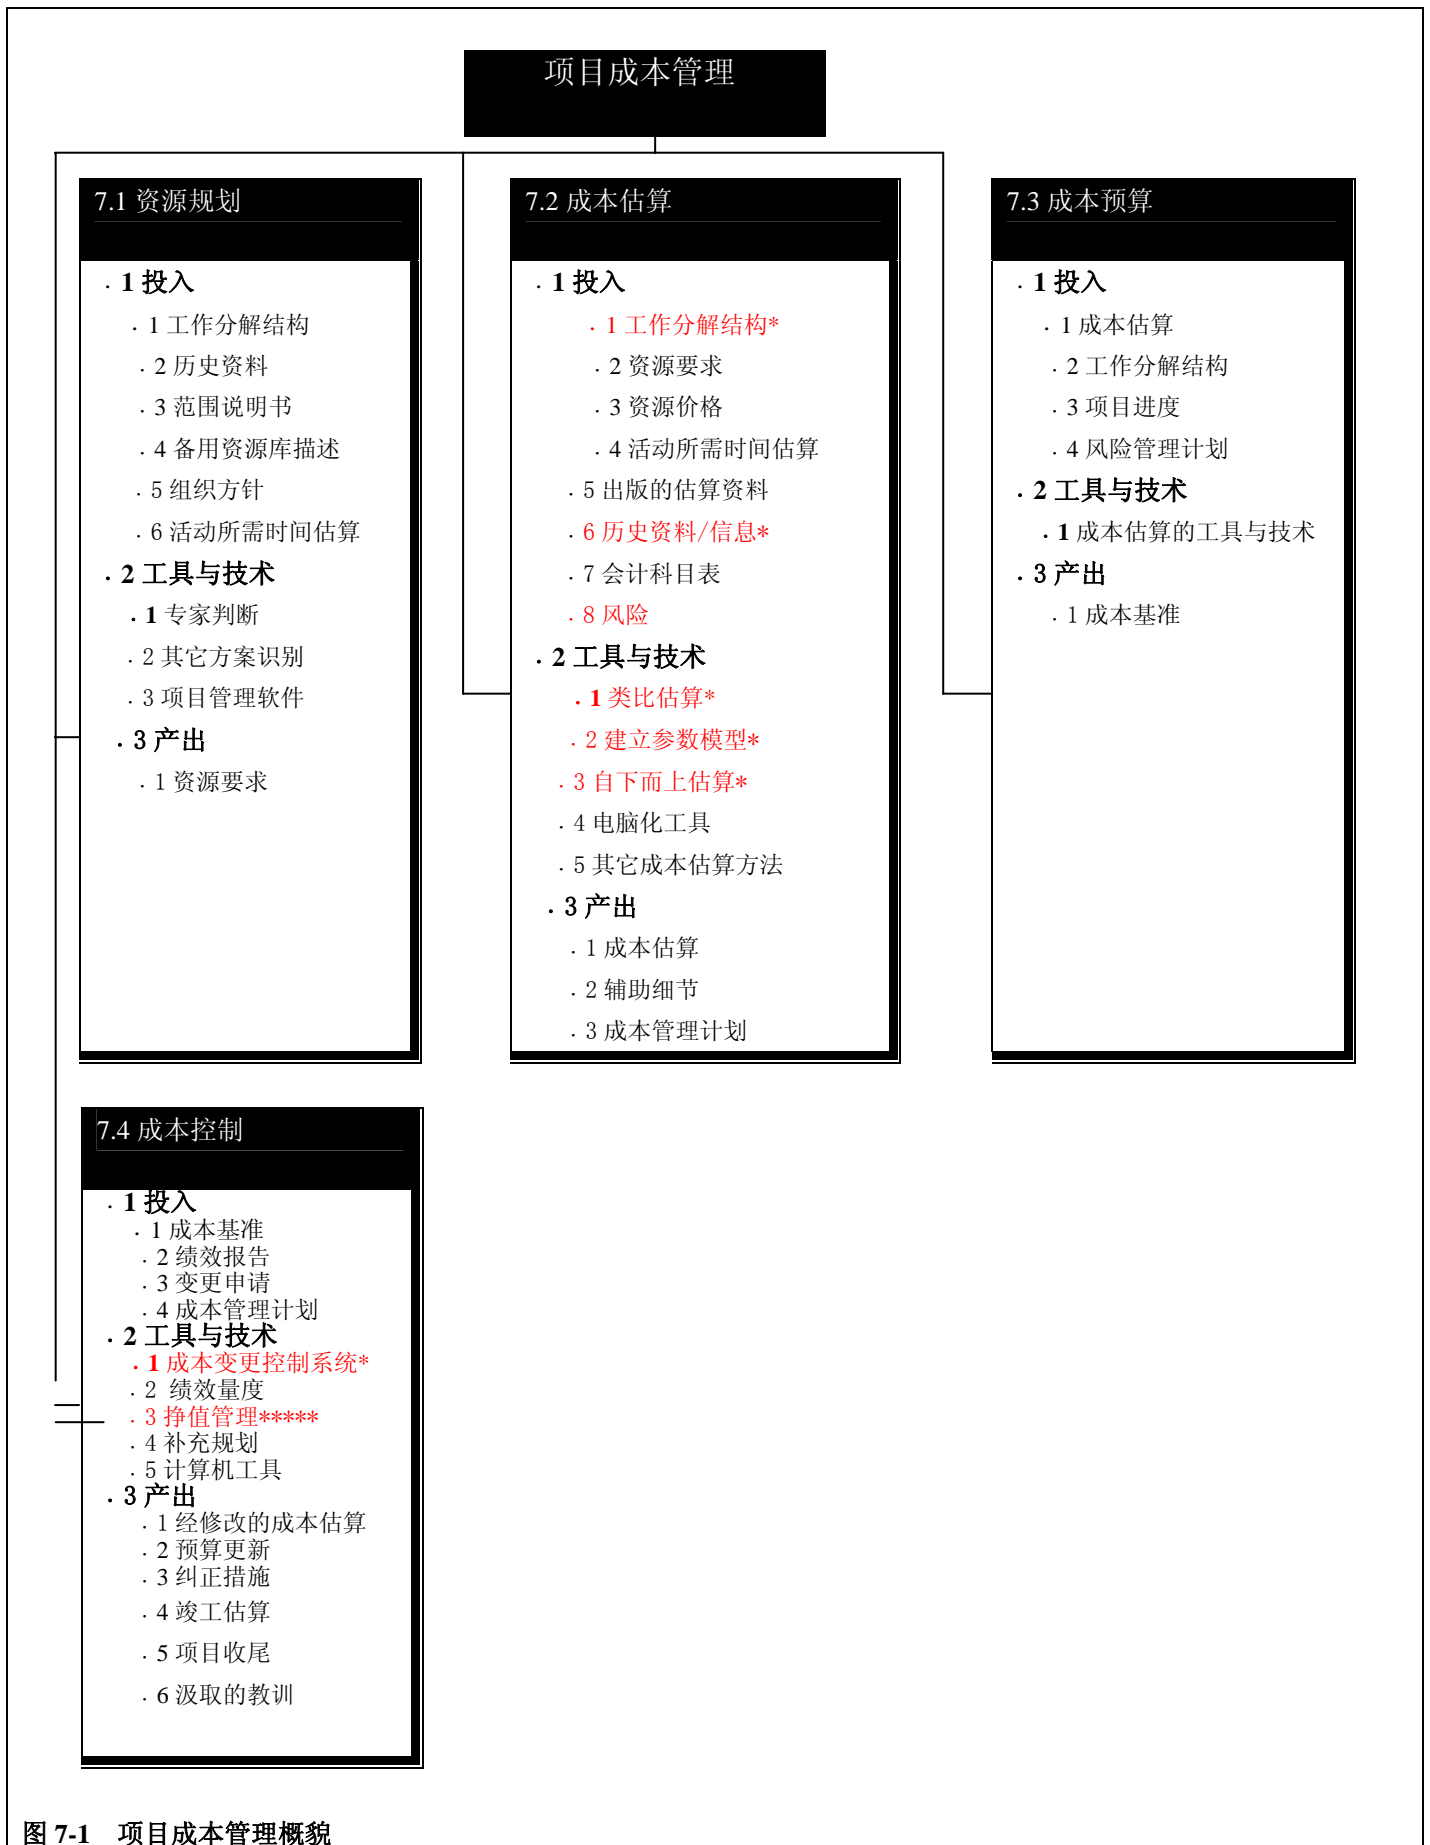 项目成本管理
7.1 资源规划
. 1 投入
. 1 工作分解结构
. 2 历史资料
. 3 范围说明书
. 4 备用资源库描述
. 5 组织方针
. 6 活动所需时间估算
. 2 工具与技术
. 1 专家判断
. 2 其它方案识别
. 3 项目管理软件
. 3 产出
. 1 资源要求
7.2 成本估算
. 1 投入
. 1 工作分解结构*
. 2 资源要求
. 3 资源价格
. 4 活动所需时间估算
. 5 出版的估算资料
. 6 历史资料/信息*
. 7 会计科目表
. 8 风险
. 2 工具与技术
. 1 类比估算*
. 2 建立参数模型*
. 3 自下而上估算*
. 4 电脑化工具
. 5 其它成本估算方法
. 3 产出
. 1 成本估算
. 2 辅助细节
. 3 成本管理计划
7.3 成本预算
. 1 投入
. 1 成本估算
. 2 工作分解结构
. 3 项目进度
. 4 风险管理计划
. 2 工具与技术
. 1 成本估算的工具与技术
. 3 产出
. 1 成本基准
7.4 成本控制
. 1 投入
. 1 成本基准
. 2 绩效报告
. 3 变更申请
. 4 成本管理计划
. 2 工具与技术
. 1 成本变更控制系统*
. 2 绩效量度
. 3 挣值管理*****
. 4 补充规划
. 5 计算机工具
. 3 产出
. 1 经修改的成本估算
. 2 预算更新
. 3 纠正措施
. 4 竣工估算
. 5 项目收尾
. 6 汲取的教训
图 7-1 项目成本管理概貌